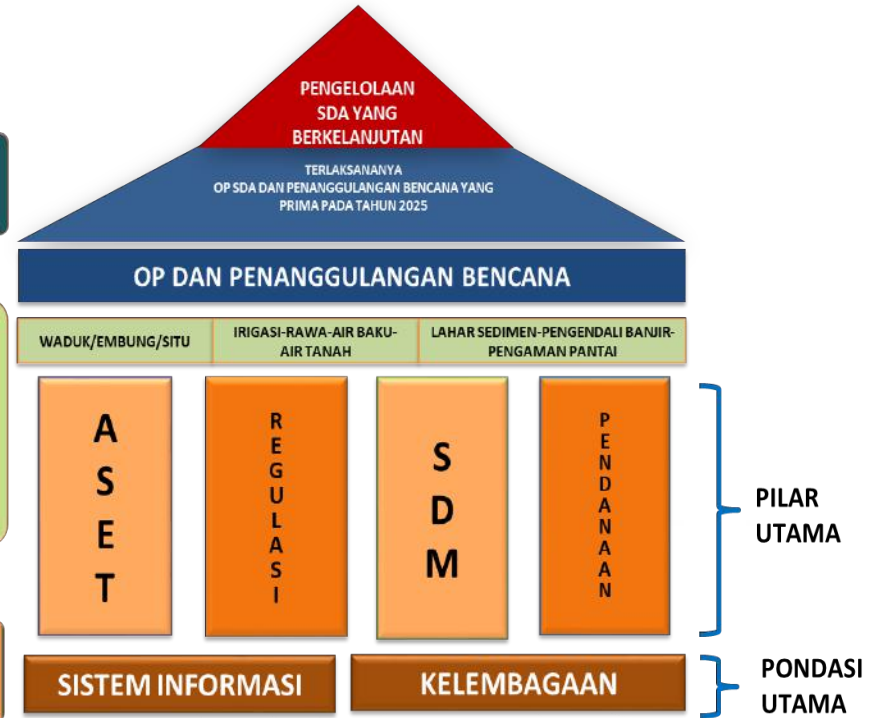 PENGELOLAAN
SDA YANG
BERKELANJUTAN
TERLAKSANANYA
OP SDA DAN PENANGGULANGAN BENCANA YANG
PRIMA PADA TAHUN 2025
OP DAN PENANGGULANGAN BENCANA
WADUK/EMBUNG/SITU
IRIGASI-RAWA-AIR BAKU-
AIR TANAH
LAHAR SEDIMEN-PENGENDALI BANJIR-
PENGAMAN PANTAI
ASET
REGULASI
SDM
PENDANAAN
PILAR
UTAMA
SISTEM INFORMASI
KELEMBAGAAN
PONDASI
UTAMA